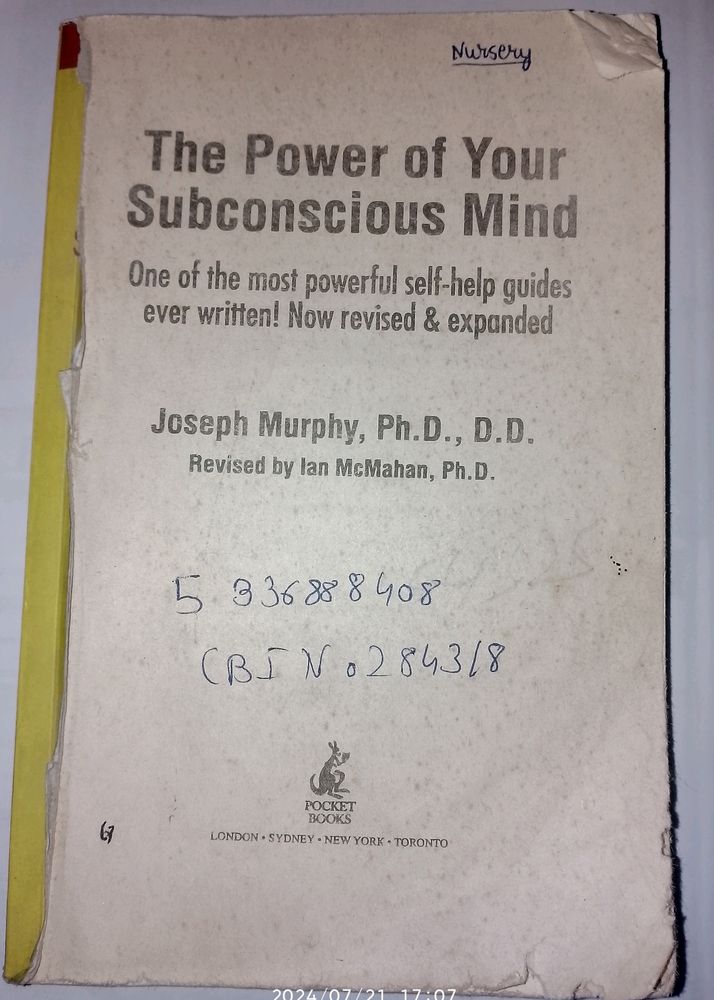 Nursery
The Power of Your
Subconscious Mind
One of the most powerful self-help guides
ever written! Now revised & expanded
Joseph Murphy, Ph.D., D.D.
Revised by Ian McMahan, Ph.D.
5 336888408
CBI N.284318
POCKET
BOOKS
LONDON • SYDNEY • NEW YORK • TORONTO
2024/07/21 17:07